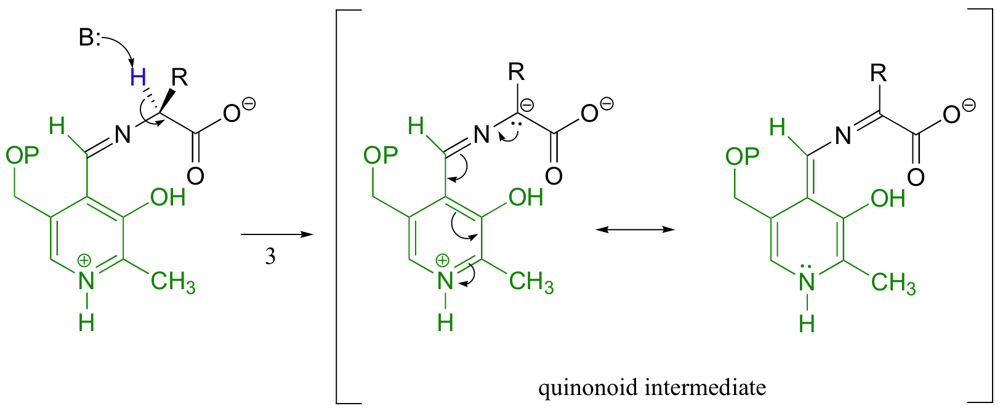 B:
H R
H N O⊖
OP O
OH
⊕
N CH3
H
3
R
⊖
H N O⊖
OP O
OH
⊕
N CH3
H
R
H N O⊖
OP O
OH
N CH3
H
quinonoid intermediate